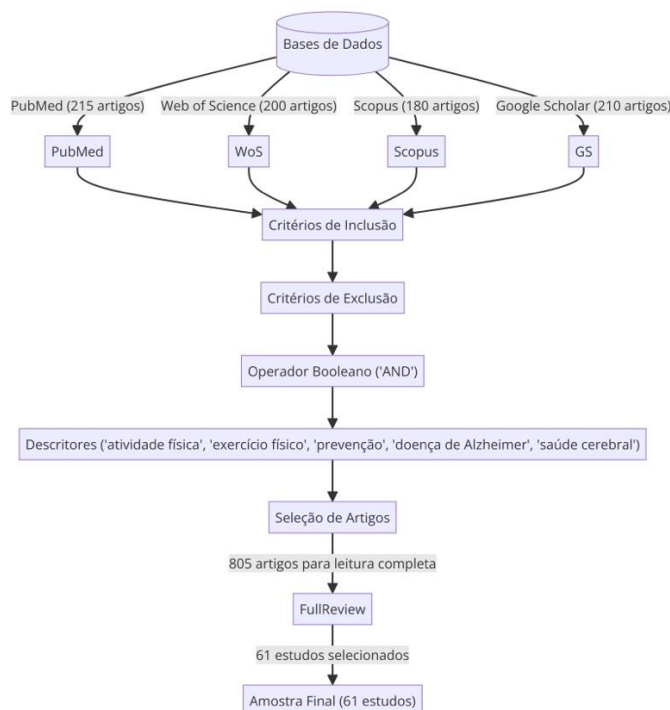 Bases de Dados
PubMed (215 artigos)
Web of Science (200 artigos)
Scopus (180 artigos)
Google Scholar (210 artigos)
PubMed
WoS
Scopus
GS
Critérios de Inclusão
Critérios de Exclusão
Operador Booleano ('AND')
Descritores ('atividade física', 'exercício físico', 'prevenção', 'doença de Alzheimer', 'saúde cerebral')
Seleção de Artigos
805 artigos para leitura completa
FullReview
61 estudos selecionados
Amostra Final (61 estudos)